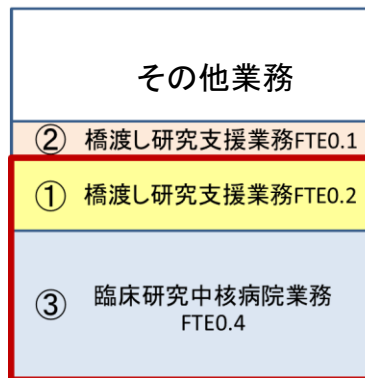 その他業務
② 橋渡し研究支援業務FTE0.1
① 橋渡し研究支援業務FTE0.2
③ 臨床研究中核病院業務
FTE0.4